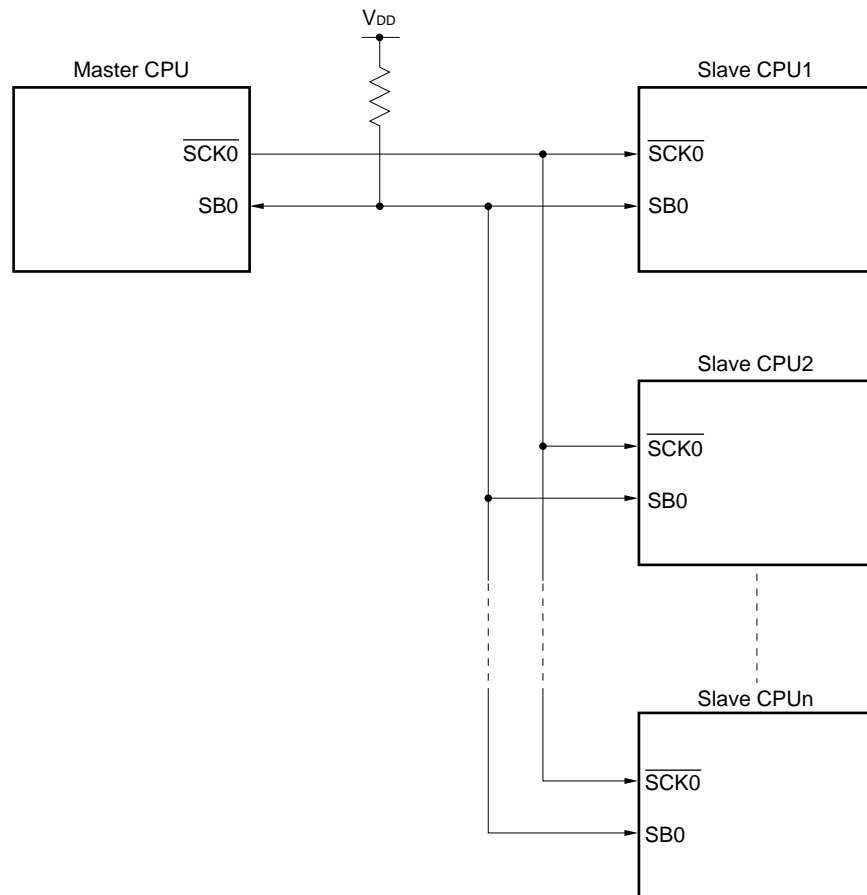 VDD
Master CPU
Slave CPU1
SCK0
SCK0
SB0
SB0
Slave CPU2
SCK0
SB0
Slave CPUn
SCK0
SB0